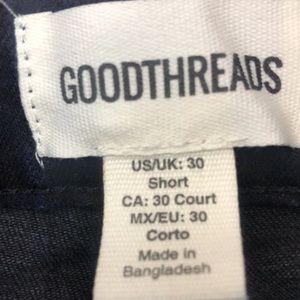 GOODTHREADS
US/UK: 30
Short
CA: 30 Court
MX/EU: 30
Corto
Made in
Bangladesh